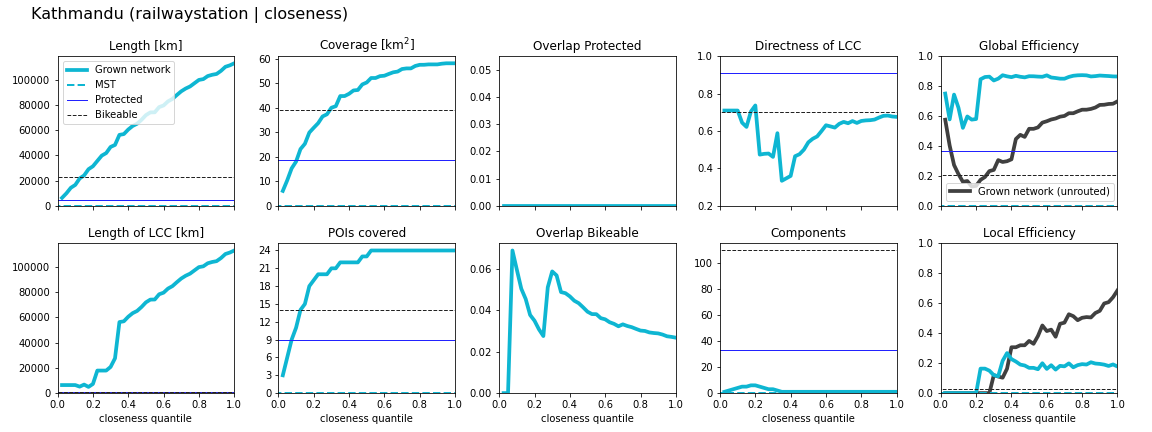 Kathmandu (railwaystation | closeness)
Length [km]
Coverage [km²]
Overlap Protected
Directness of LCC
Global Efficiency
Grown network
MST
Protected
Bikeable
Grown network (unrouted)
0
20000
40000
60000
80000
100000
0
10
20
30
40
50
60
0.00
0.01
0.02
0.03
0.04
0.05
0.2
0.4
0.6
0.8
1.0
0.0
0.2
0.4
0.6
0.8
1.0
Length of LCC [km]
POIs covered
Overlap Bikeable
Components
Local Efficiency
0
20000
40000
60000
80000
100000
0.0 0.2 0.4 0.6 0.8 1.0
closeness quantile
0
3
6
9
12
15
18
21
24
0.0 0.2 0.4 0.6 0.8 1.0
closeness quantile
0.00
0.02
0.04
0.06
0.0 0.2 0.4 0.6 0.8 1.0
closeness quantile
0
20
40
60
80
100
0.0 0.2 0.4 0.6 0.8 1.0
closeness quantile
0.0
0.2
0.4
0.6
0.8
1.0
0.0 0.2 0.4 0.6 0.8 1.0
closeness quantile